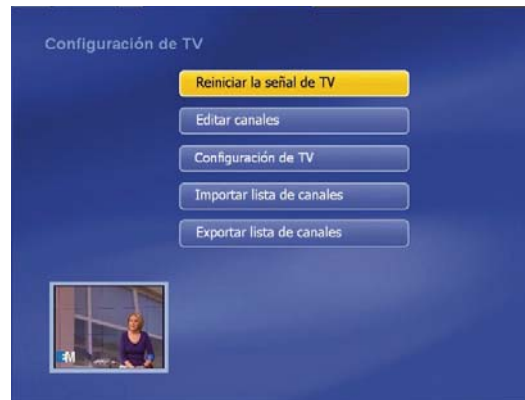 Configuración de TV
Reiniciar la señal de TV
Editar canales
Configuración de TV
Importar lista de canales
Exportar lista de canales
EM